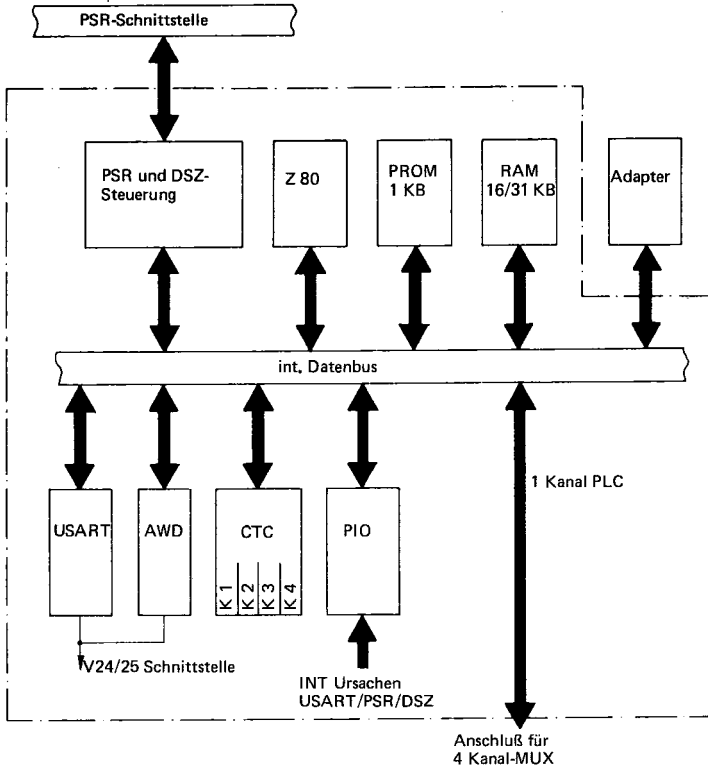 PSR-Schnittstelle
PSR und DSZ-
Steuerung
Z 80
PROM
1 KB
RAM
16/31 KB
Adapter
int. Datenbus
1 Kanal PLC
USART
AWD
CTC
K 1
K 2
K 3
K 4
PIO
V24/25 Schnittstelle
INT Ursachen
USART/PSR/DSZ
Anschluß für
4 Kanal-MUX